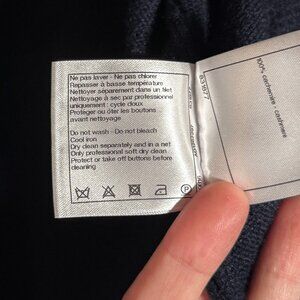 Ne pas laver - Ne pas chlorer
Repasser à basse température
Nettoyer séparement dans un filet
Nettoyage à sec par professionnel
uniquement : cycle doux
Protéger ou ôter les boutons
avant nettoyage
Do not wash - Do not bleach
Cool iron
Dry clean separately and in a net
Only professional soft dry clean
Protect or take off buttons before
cleaning
P
100% cachemire - cashmere